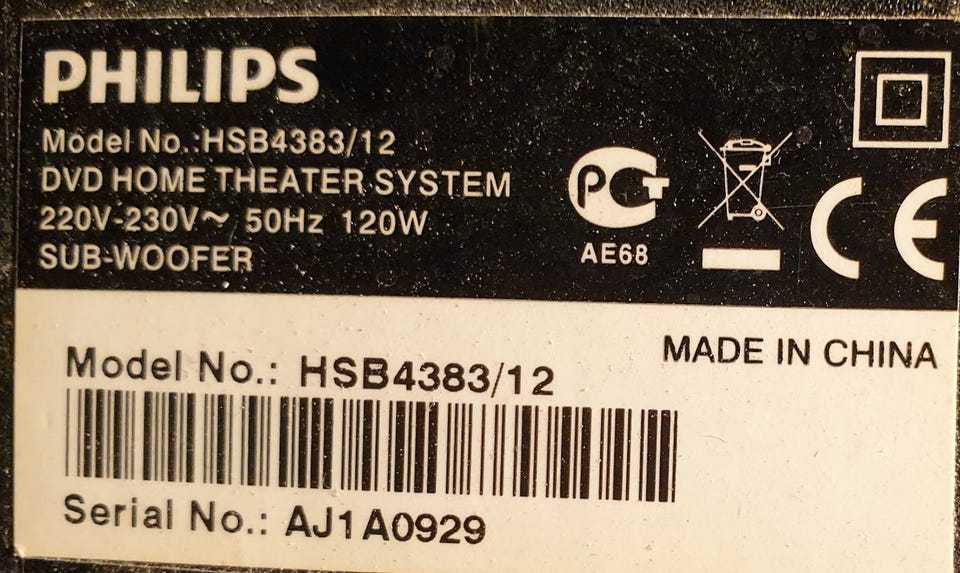 PHILIPS
Model No.:HSB4383/12
DVD HOME THEATER SYSTEM
220V-230V~ 50Hz 120W
SUB-WOOFER
PCT
AE68
CE
MADE IN CHINA
Model No.: HSB4383/12
Serial No.: AJ1A0929